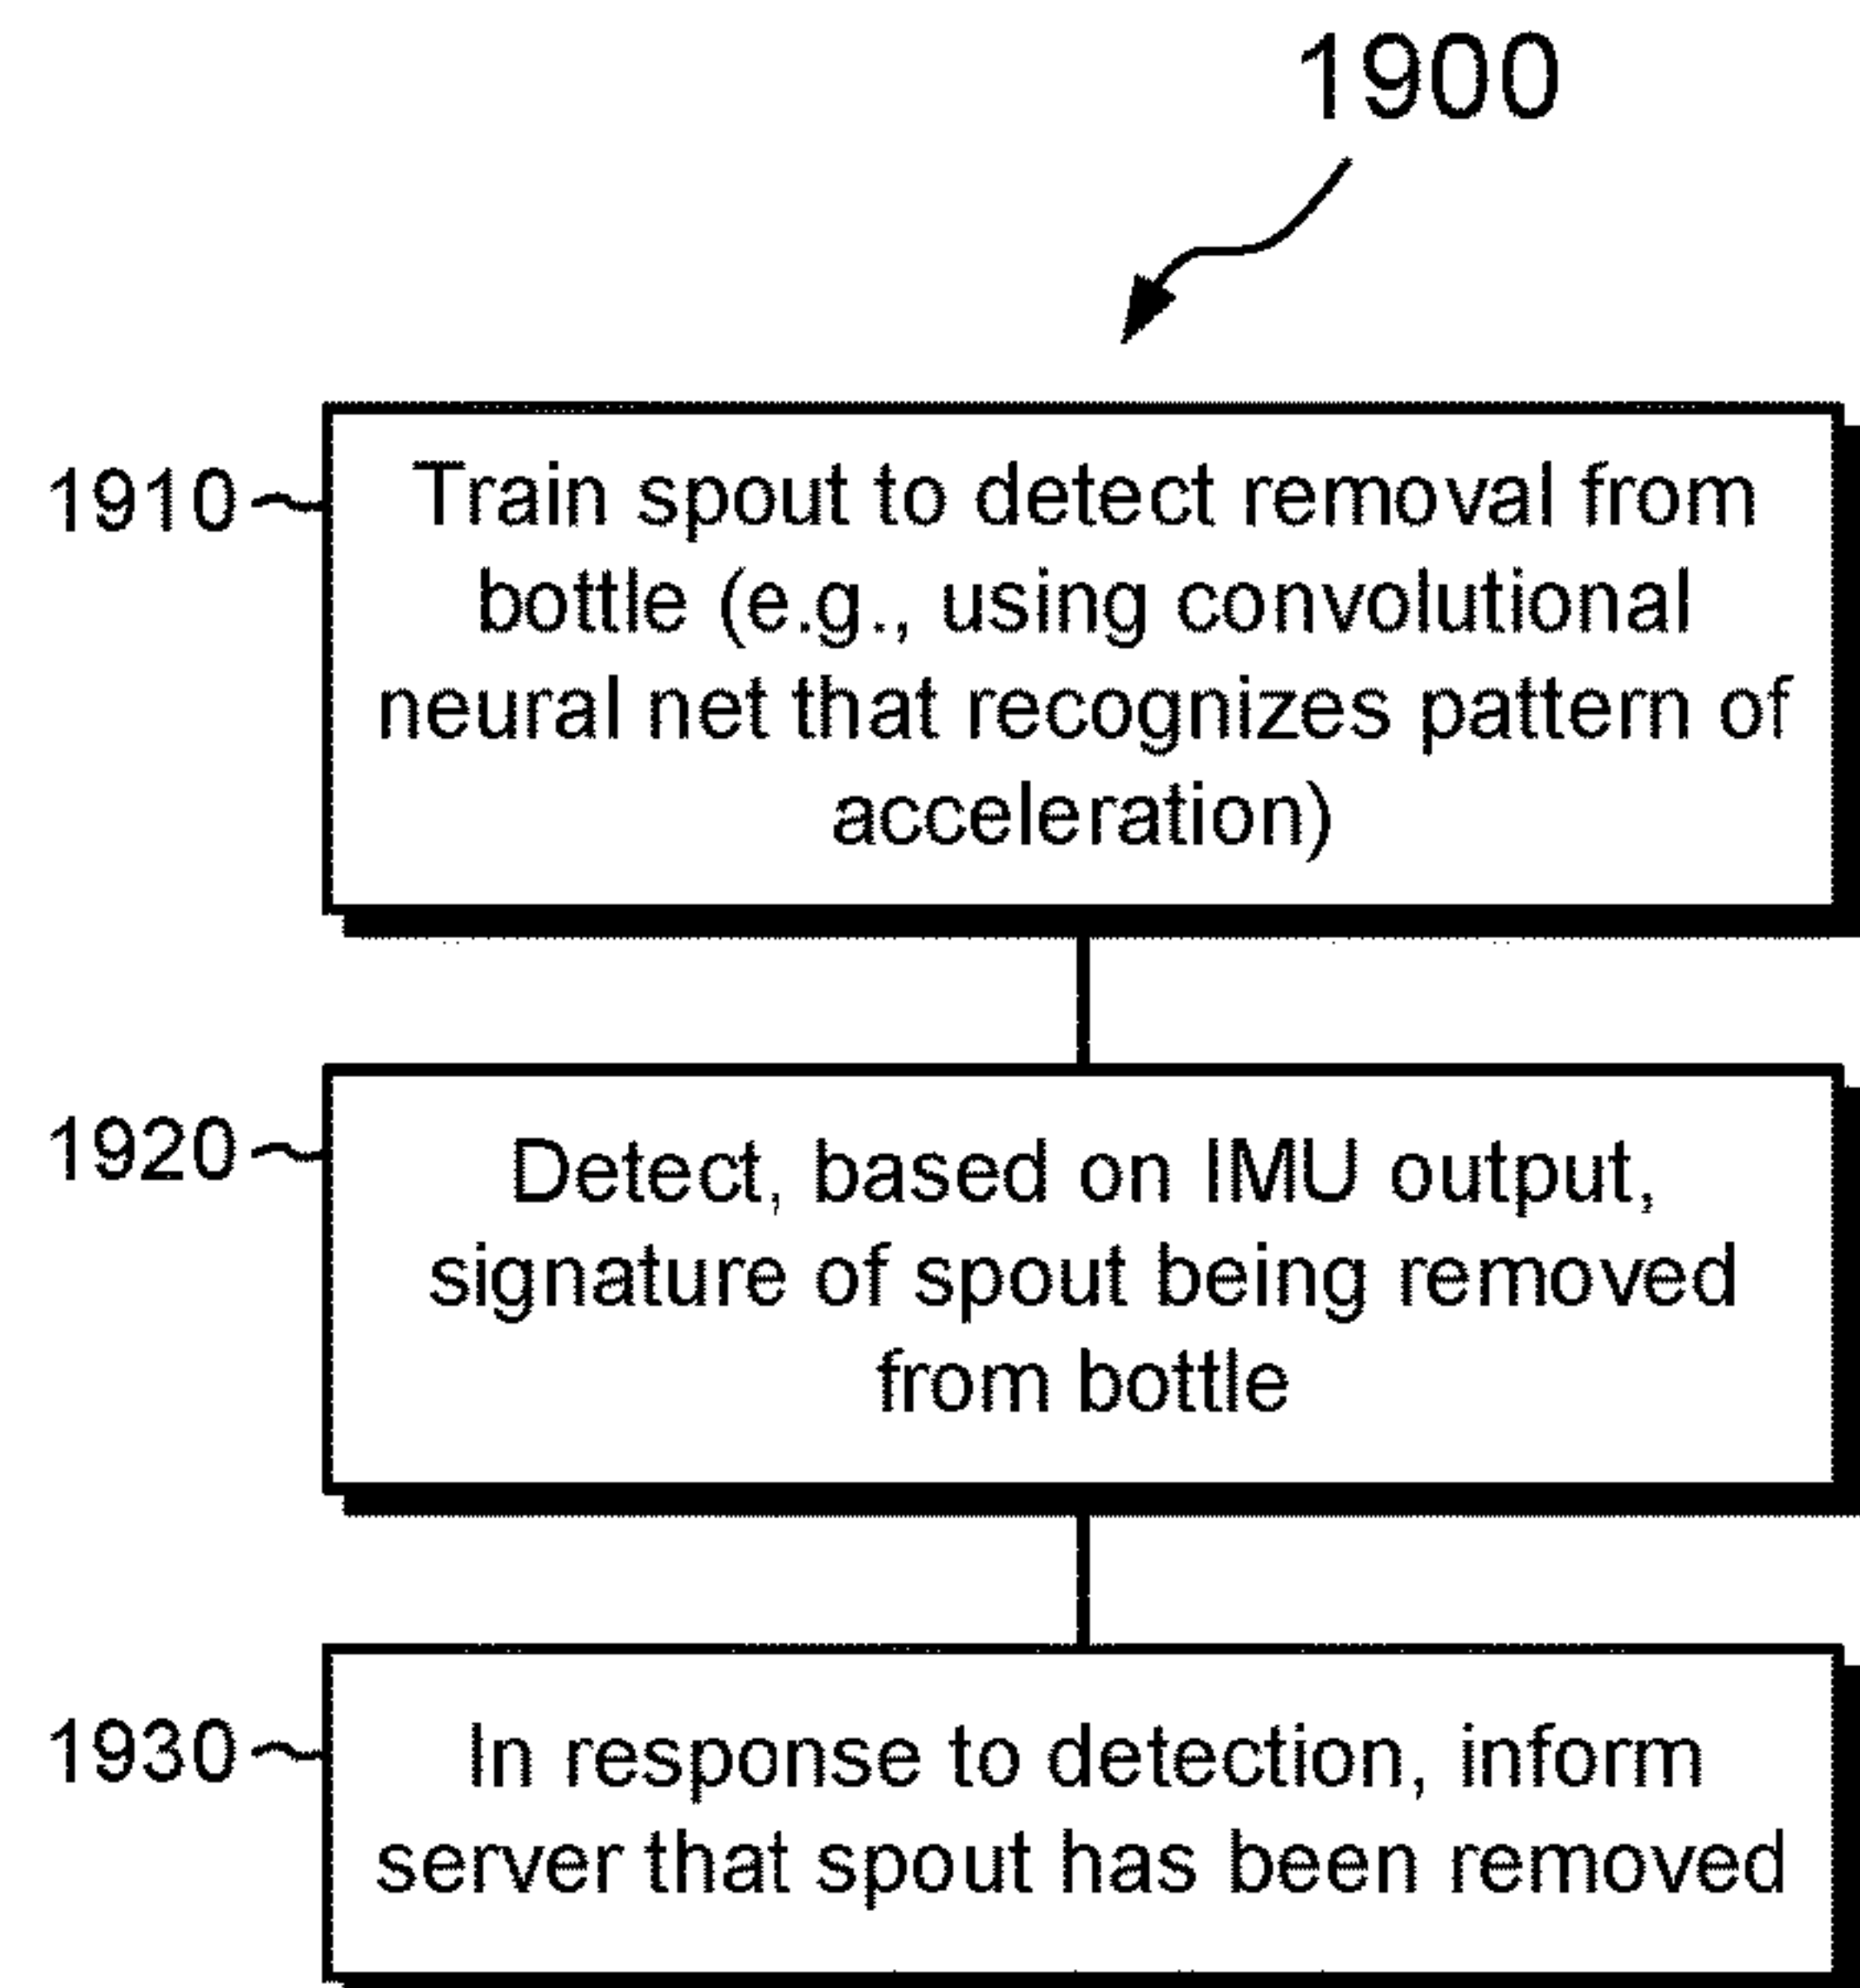 1900
1910
Train spout to detect removal from
bottle (e.g., using convolutional
neural net that recognizes pattern of
acceleration)
1920
Detect, based on IMU output,
signature of spout being removed
from bottle
1930
In response to detection, inform
server that spout has been removed